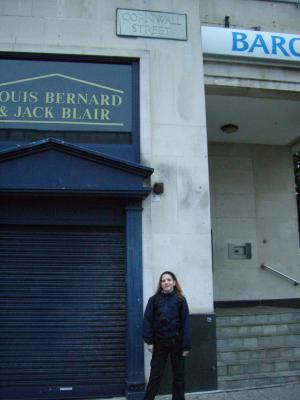 CORNWALL
STREET
BARC
OUIS BERNARD
& JACK BLAIR